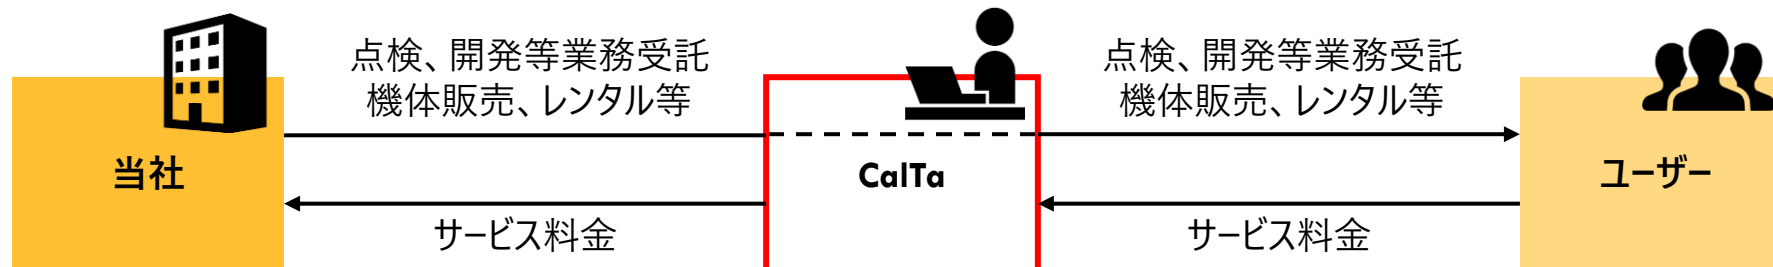 点検、開発等業務受託
機体販売、レンタル等
点検、開発等業務受託
機体販売、レンタル等
当社
CalTa
ユーザー
サービス料金
サービス料金